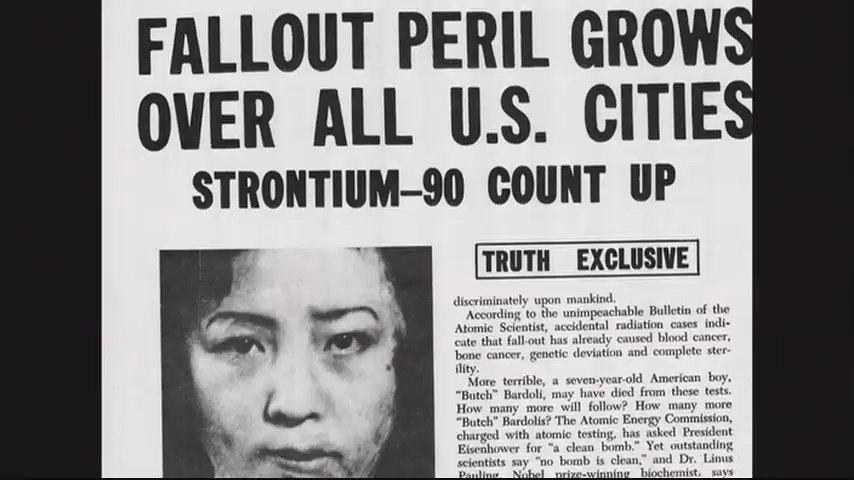 FALLOUT PERIL GROWS
OVER ALL U.S. CITIES
STRONTIUM–90 COUNT UP
TRUTH EXCLUSIVE
discriminately upon mankind.
According to the unimpeachable Bulletin of the
Atomic Scientist, accidental radiation cases indi-
cate that fall-out has already caused blood cancer,
bone cancer, genetic deviation and complete ster-
ility.
More terrible, a seven-year-old American boy,
"Butch" Bardoli, may have died from these tests.
How many more will follow? How many more
"Butch" Bardolis? The Atomic Energy Commission,
charged with atomic testing, has asked President
Eisenhower for "a clean bomb." Yet outstanding
scientists say "no bomb is clean," and Dr. Linus
Pauling, Nobel prize-winning biochemist, says